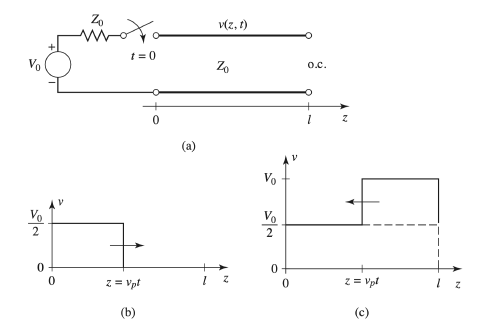 Z0
v(z, t)
+
V0
t = 0
Z0
o.c.
−
0
l
z
(a)
v
V0
V0
2
v
V0
2
0
0
z = vpt
l
z
0
0
z = vpt
l
z
(b)
(c)